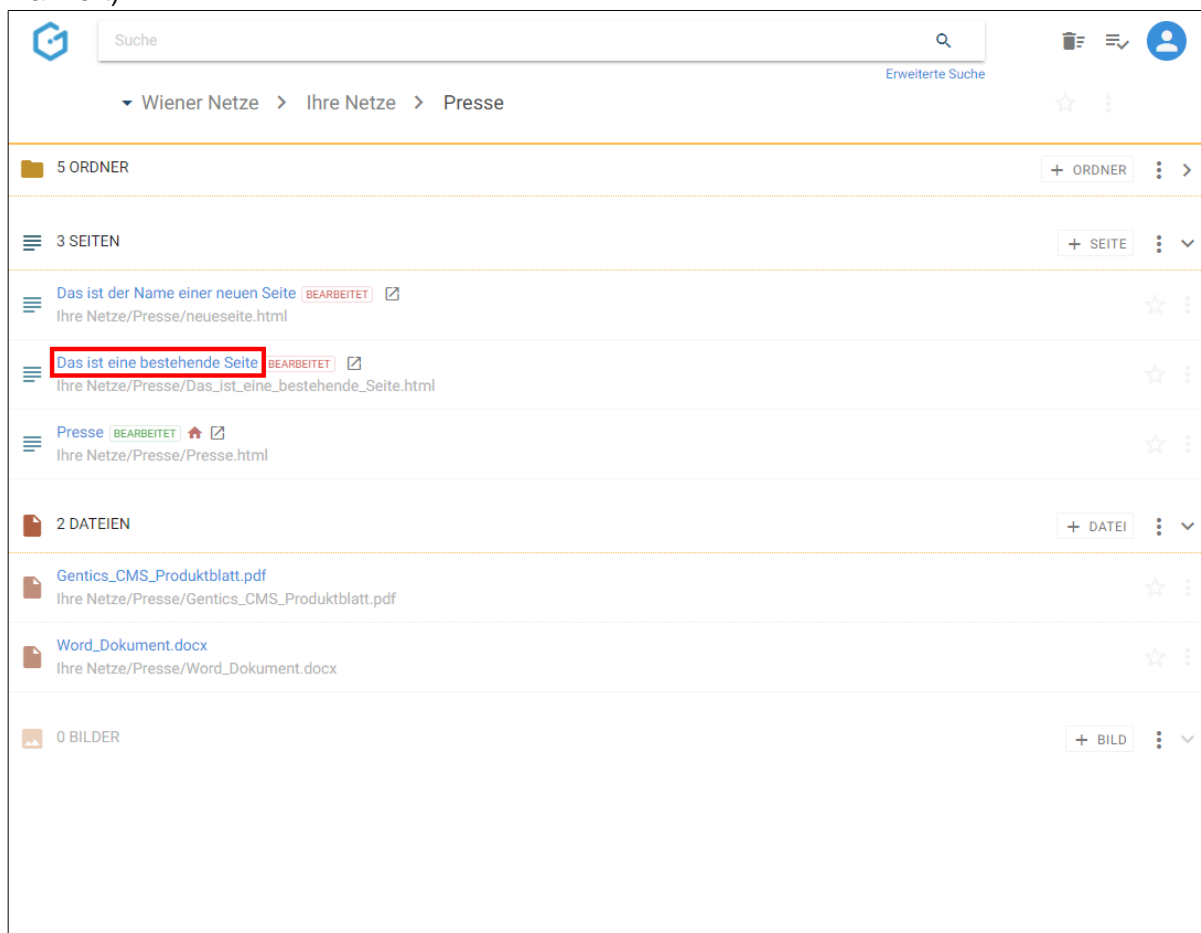 Suche
Erweiterte Suche
Wiener Netze > Ihre Netze > Presse
5 ORDNER
+ ORDNER
3 SEITEN
+ SEITE
Das ist der Name einer neuen Seite BEARBEITET
Ihre Netze/Presse/neueseite.html
Das ist eine bestehende Seite BEARBEITET
Ihre Netze/Presse/Das_ist_eine_bestehende_Seite.html
Presse BEARBEITET
Ihre Netze/Presse/Presse.html
2 DATEIEN
+ DATEI
Gentics_CMS_Produktblatt.pdf
Ihre Netze/Presse/Gentics_CMS_Produktblatt.pdf
Word_Dokument.docx
Ihre Netze/Presse/Word_Dokument.docx
0 BILDER
+ BILD